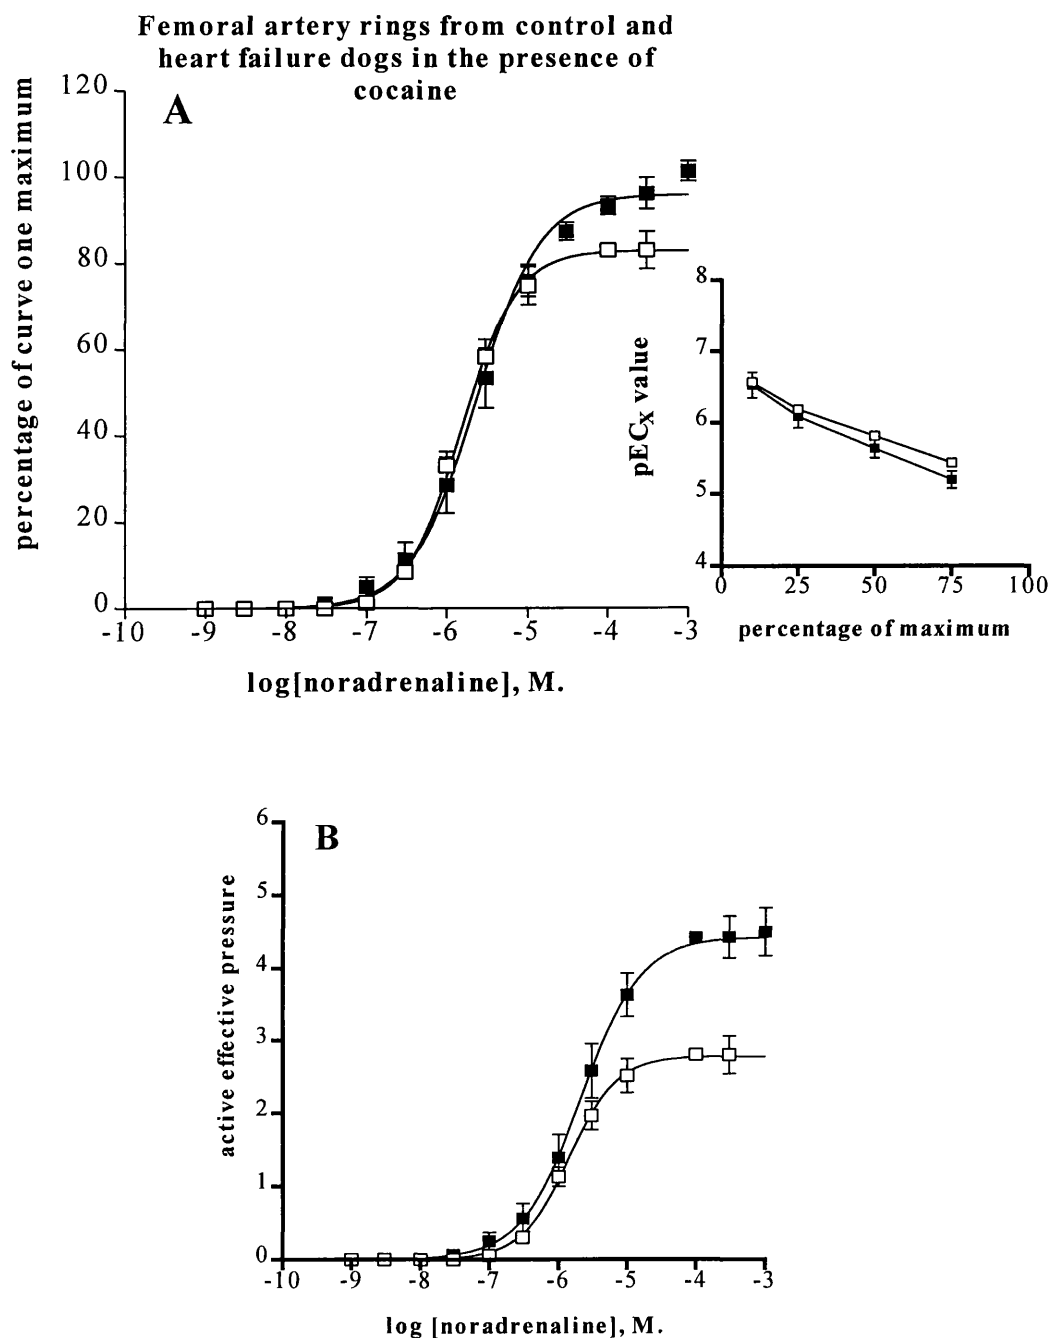 Femoral artery rings from control and
heart failure dogs in the presence of
cocaine
A
percentage of curve one maximum
120
100
80
60
40
20
0
-10 -9 -8 -7 -6 -5 -4 -3
log[noradrenaline], M.
pECX value
8
7
6
5
4
0 25 50 75 100
percentage of maximum
B
active effective pressure
6
5
4
3
2
1
0
-10 -9 -8 -7 -6 -5 -4 -3
log [noradrenaline], M.